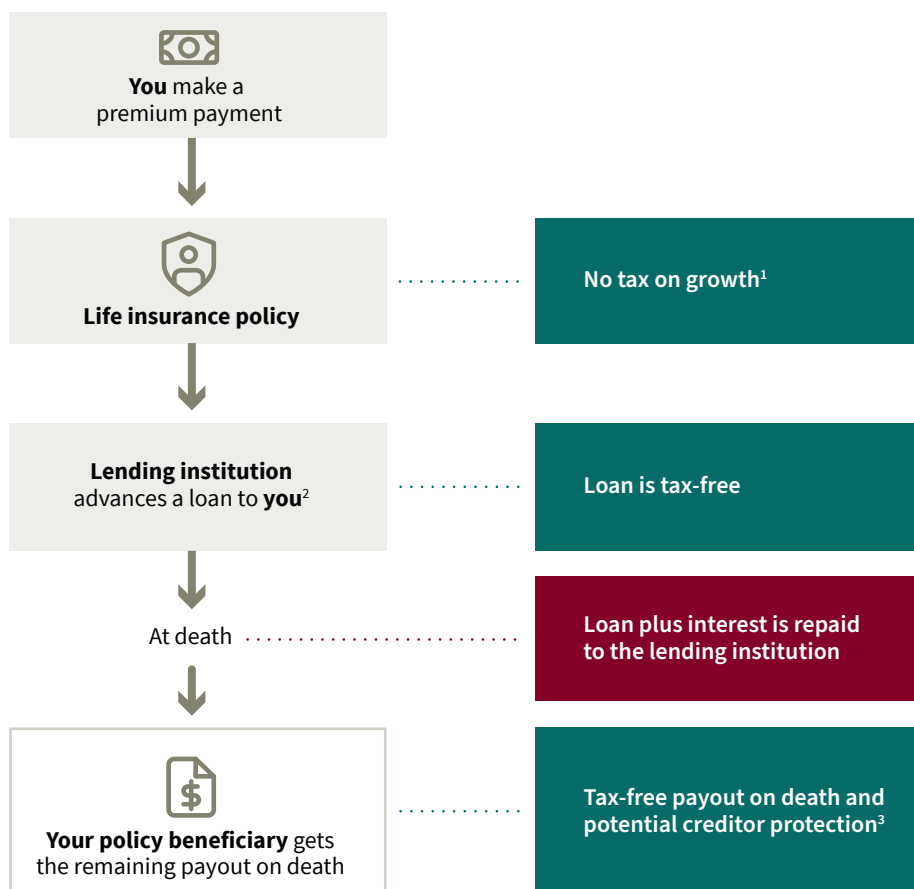 You make a
premium payment
Life insurance policy
No tax on growth¹
Lending institution
advances a loan to you²
Loan is tax-free
At death
Loan plus interest is repaid
to the lending institution
Your policy beneficiary gets
the remaining payout on death
Tax-free payout on death and
potential creditor protection³